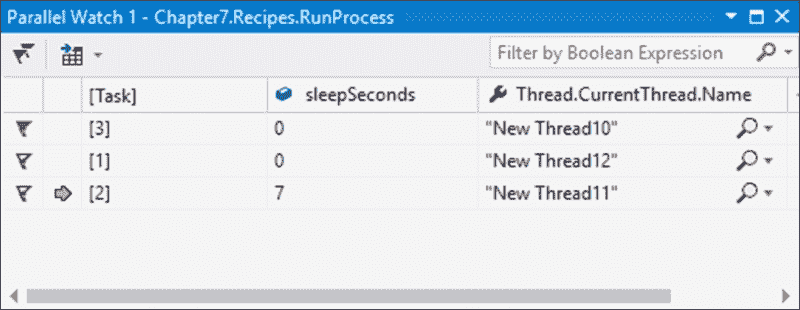 Parallel Watch 1 - Chapter7.Recipes.RunProcess
Filter by Boolean Expression
[Task] sleepSeconds Thread.CurrentThread.Name
[3] 0 "New Thread10"
[1] 0 "New Thread12"
[2] 7 "New Thread11"